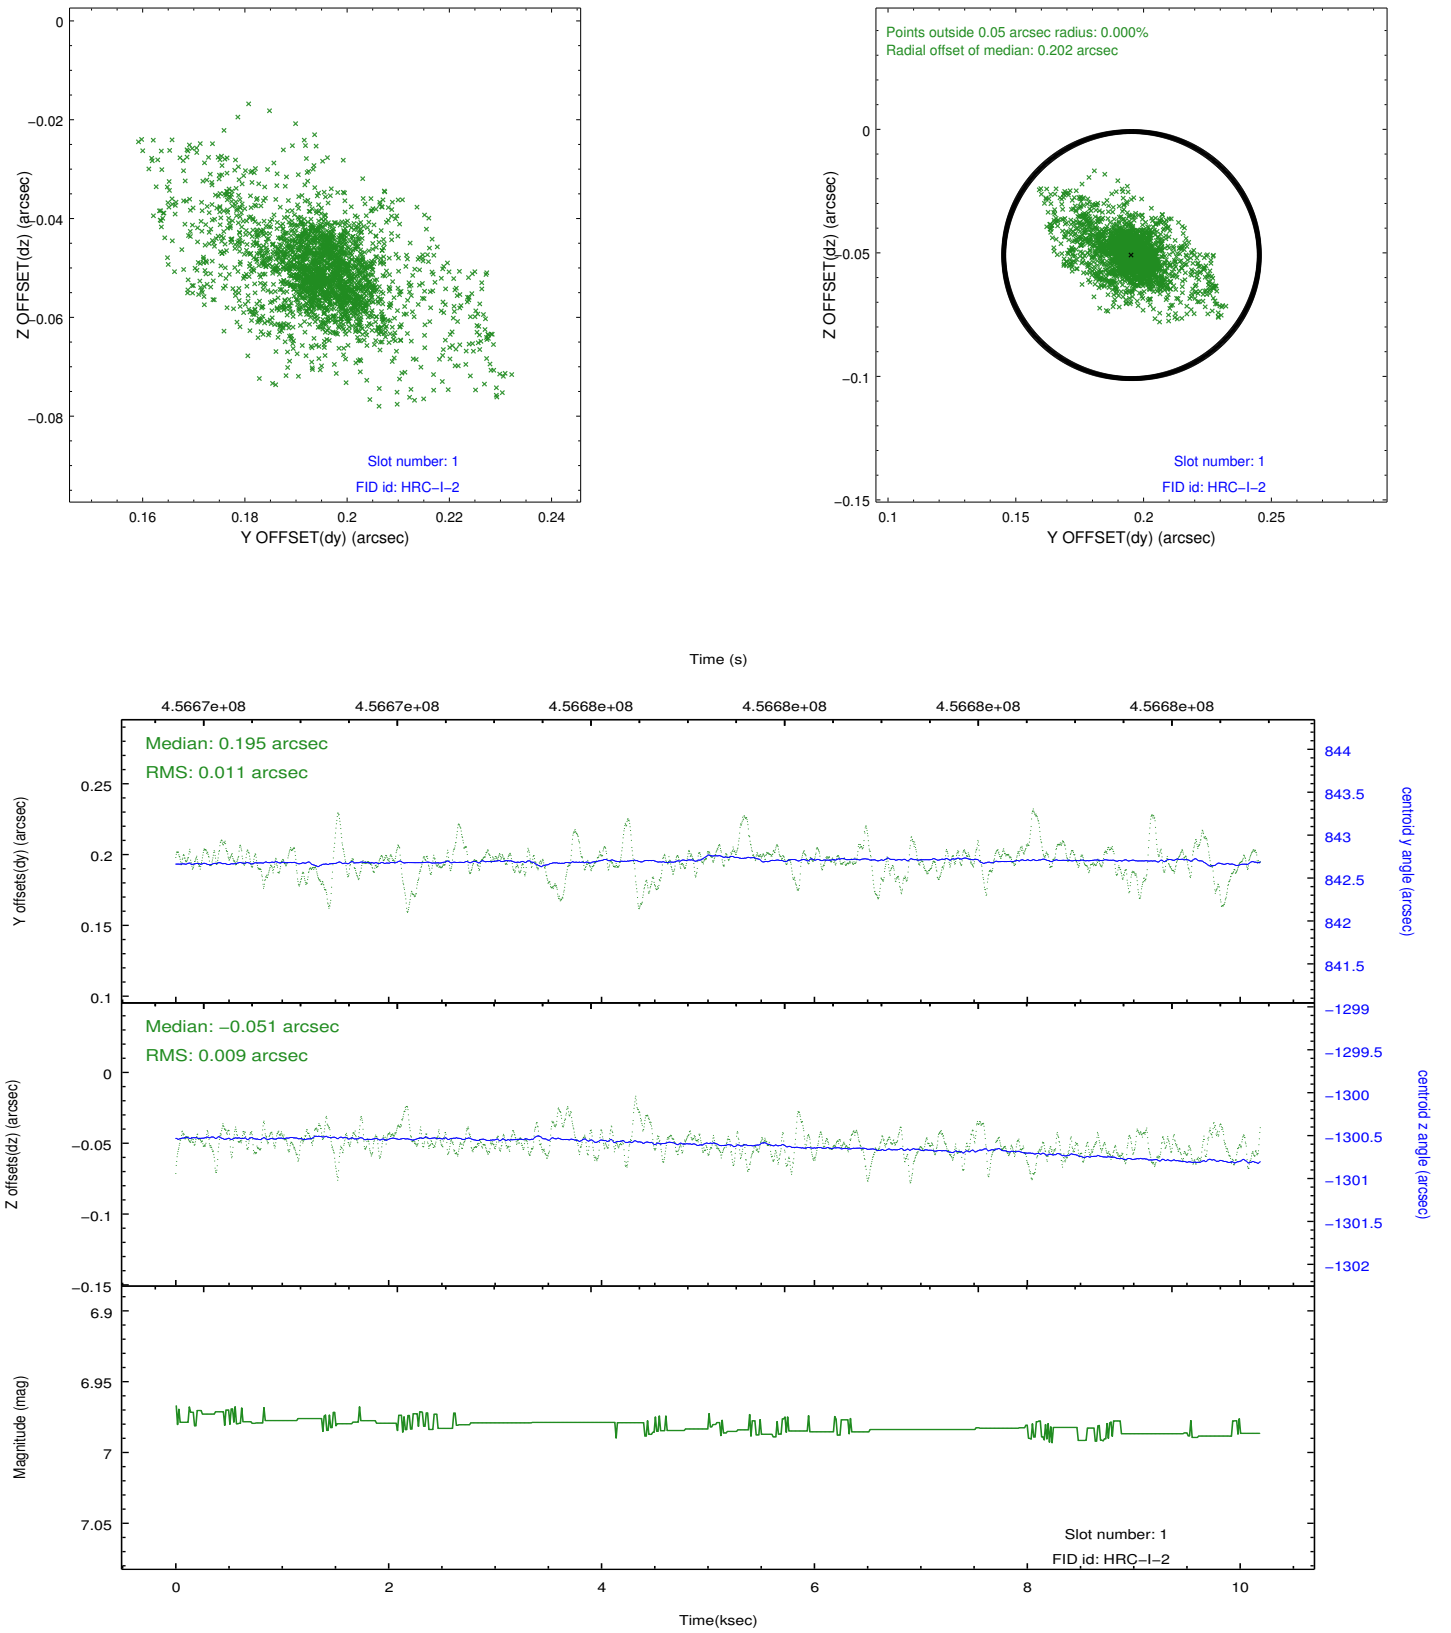 0
−0.02
−0.04
−0.06
−0.08
Z OFFSET(dz) (arcsec)
Slot number: 1
FID id: HRC−I−2
0.16 0.18 0.2 0.22 0.24
Y OFFSET(dy) (arcsec)
Points outside 0.05 arcsec radius: 0.000%
Radial offset of median: 0.202 arcsec
0
−0.05
−0.1
−0.15
Z OFFSET(dz) (arcsec)
Slot number: 1
FID id: HRC−I−2
0.1 0.15 0.2 0.25
Y OFFSET(dy) (arcsec)
Time (s)
4.5667e+08 4.5667e+08 4.5668e+08 4.5668e+08 4.5668e+08 4.5668e+08
Median: 0.195 arcsec
RMS: 0.011 arcsec
0.25
0.2
0.15
0.1
Y offsets(dy) (arcsec)
844
843.5
843
842.5
842
841.5
centroid y angle (arcsec)
Median: −0.051 arcsec
RMS: 0.009 arcsec
0
−0.05
−0.1
−0.15
Z offsets(dz) (arcsec)
−1299
−1299.5
−1300
−1300.5
−1301
−1301.5
−1302
centroid z angle (arcsec)
6.9
6.95
7
7.05
Magnitude (mag)
Slot number: 1
FID id: HRC−I−2
0 2 4 6 8 10
Time(ksec)